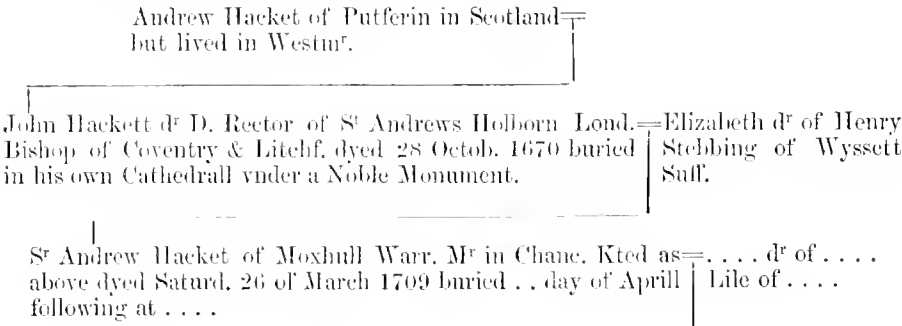 Andrew Hacket of Putferin in Scotland=
but lived in Westmʳ.
John Hackett dʳ D. Rector of Sᵗ Andrews Holborn Lond.=Elizabeth dʳ of Henry
Bishop of Coventry & Litchf. dyed 28 Octob. 1670 buried Stebbing of Wyssett
in his own Cathedrall vnder a Noble Monument. Suff.
Sʳ Andrew Hacket of Moxhull Warr. Mʳ in Chanc. Kted as=. . . . dʳ of . . . .
above dyed Saturd. 26 of March 1709 buried . . day of Aprill Lile of . . . .
following at . . . .